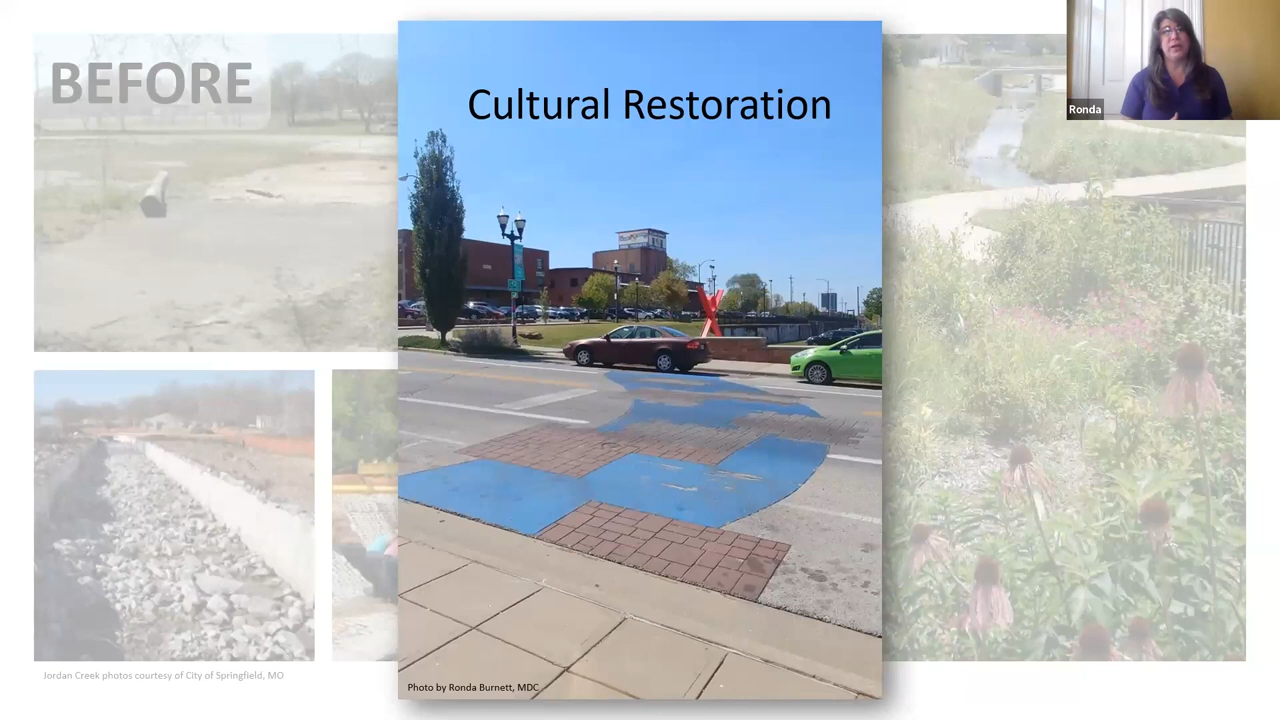 BEFORE
Cultural Restoration
Ronda
Photo by Ronda Burnett, MDC
Jordan Creek photos courtesy of City of Springfield, MO